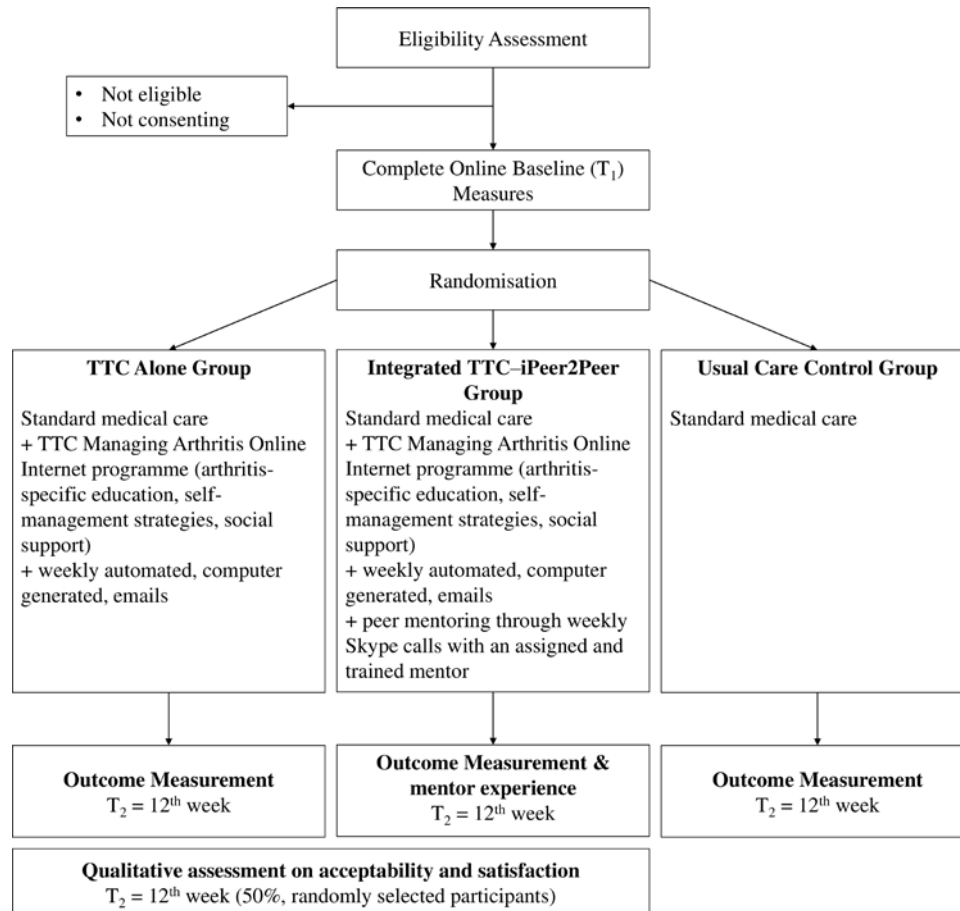 Eligibility Assessment
• Not eligible
• Not consenting
Complete Online Baseline (T₁)
Measures
Randomisation
TTC Alone Group
Standard medical care
+ TTC Managing Arthritis Online
Internet programme (arthritis-
specific education, self-
management strategies, social
support)
+ weekly automated, computer
generated, emails
Integrated TTC–iPeer2Peer
Group
Standard medical care
+ TTC Managing Arthritis Online
Internet programme (arthritis-
specific education, self-
management strategies, social
support)
+ weekly automated, computer
generated, emails
+ peer mentoring through weekly
Skype calls with an assigned and
trained mentor
Usual Care Control Group
Standard medical care
Outcome Measurement
T₂ = 12ᵗʰ week
Outcome Measurement &
mentor experience
T₂ = 12ᵗʰ week
Outcome Measurement
T₂ = 12ᵗʰ week
Qualitative assessment on acceptability and satisfaction
T₂ = 12ᵗʰ week (50%, randomly selected participants)